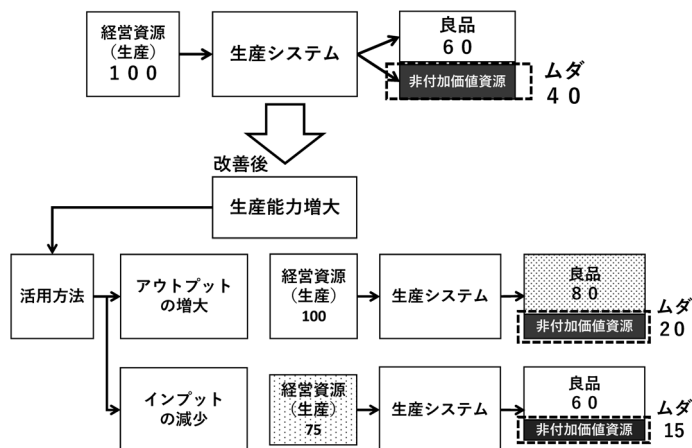 経営資源
(生産)
１００
生産システム
良品
６０
非付加価値資源
ムダ
４０
改善後
生産能力増大
活用方法
アウトプット
の増大
経営資源
(生産)
100
生産システム
良品
８０
非付加価値資源
ムダ
２０
インプット
の減少
経営資源
(生産)
75
生産システム
良品
６０
非付加価値資源
ムダ
15